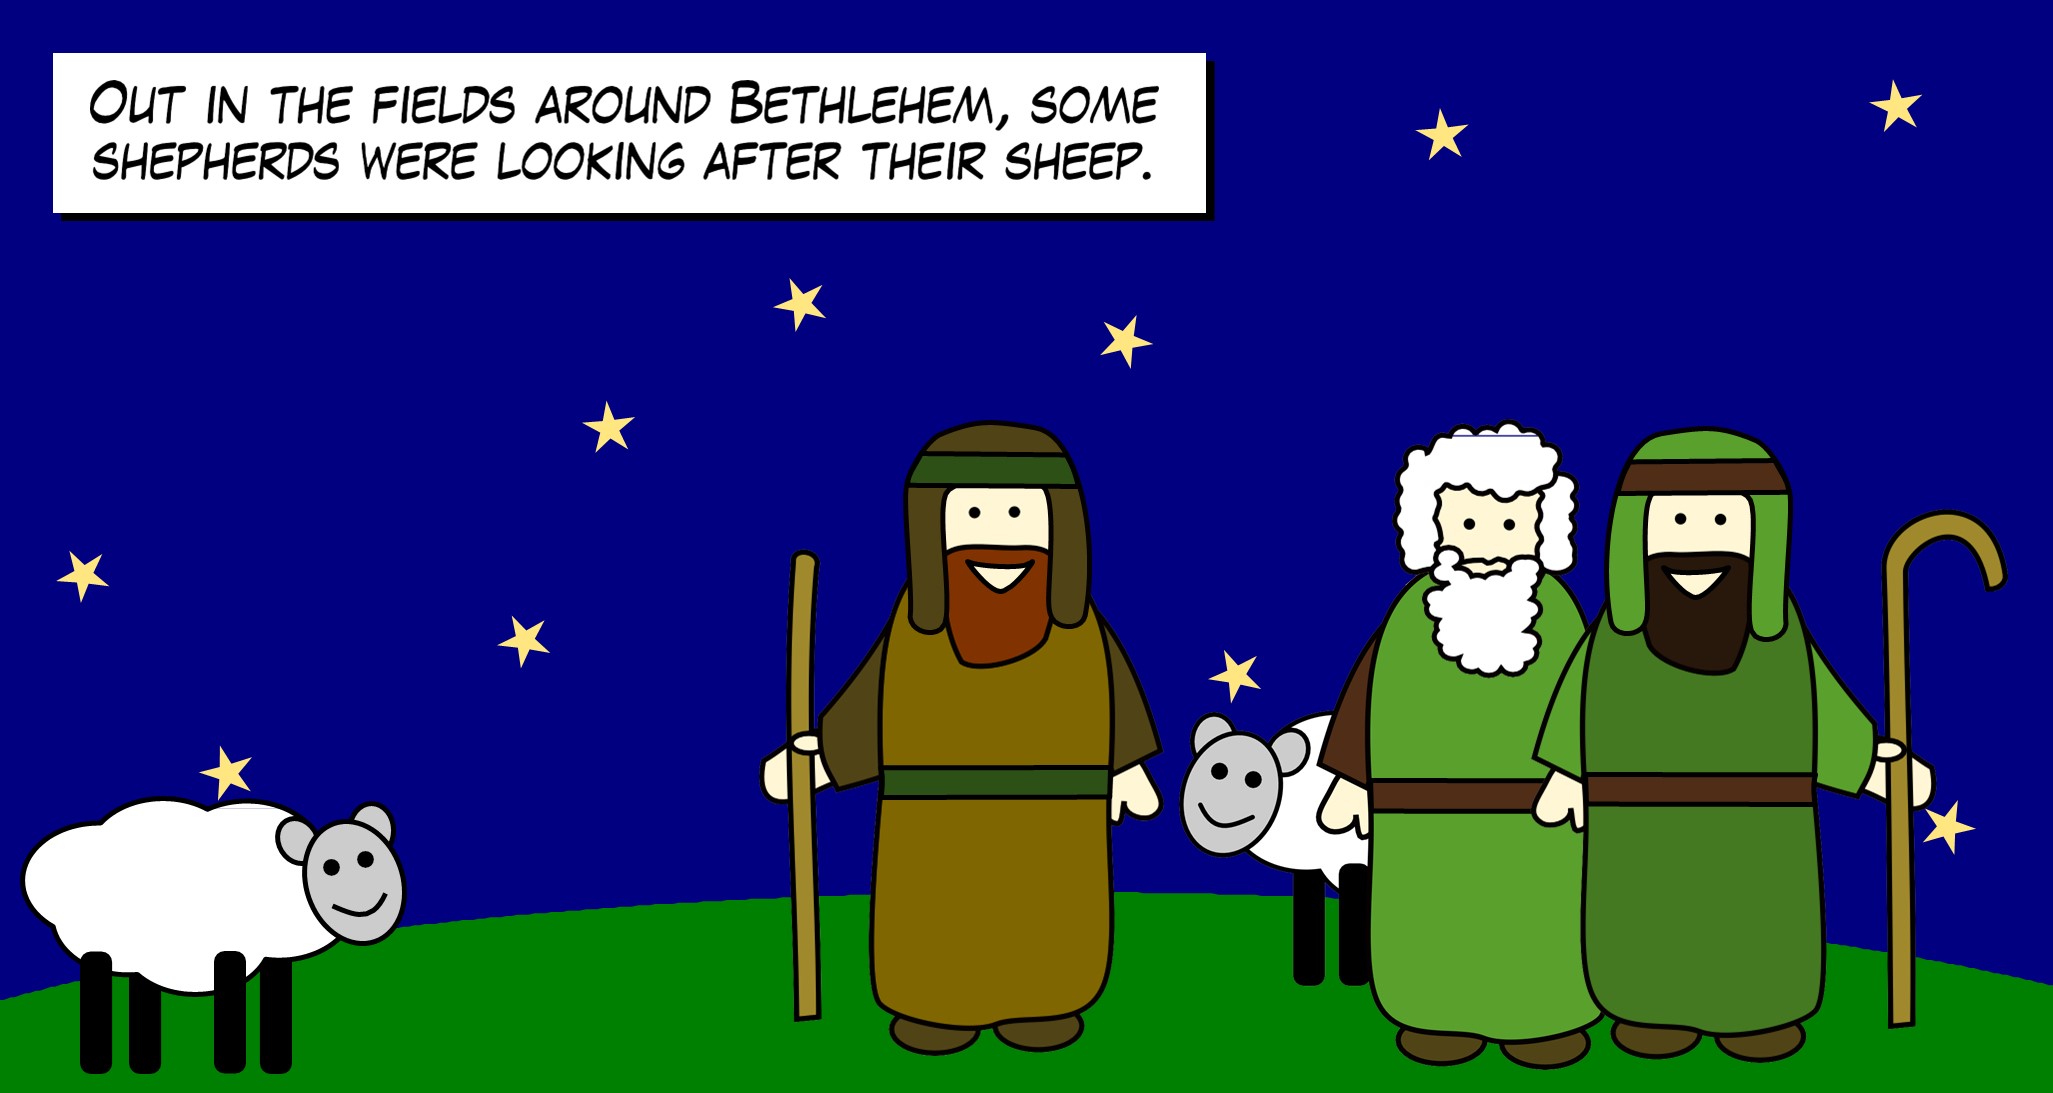 OUT IN THE FIELDS AROUND BETHLEHEM, SOME
SHEPHERDS WERE LOOKING AFTER THEIR SHEEP.